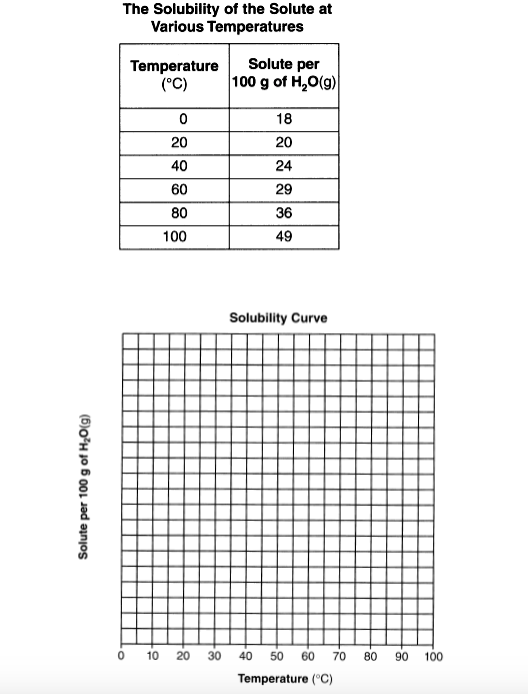 The Solubility of the Solute at
Various Temperatures
Temperature (°C) Solute per 100 g of H₂O(g)
0 18
20 20
40 24
60 29
80 36
100 49
Solubility Curve
Solute per 100 g of H₂O(g)
0 10 20 30 40 50 60 70 80 90 100
Temperature (°C)